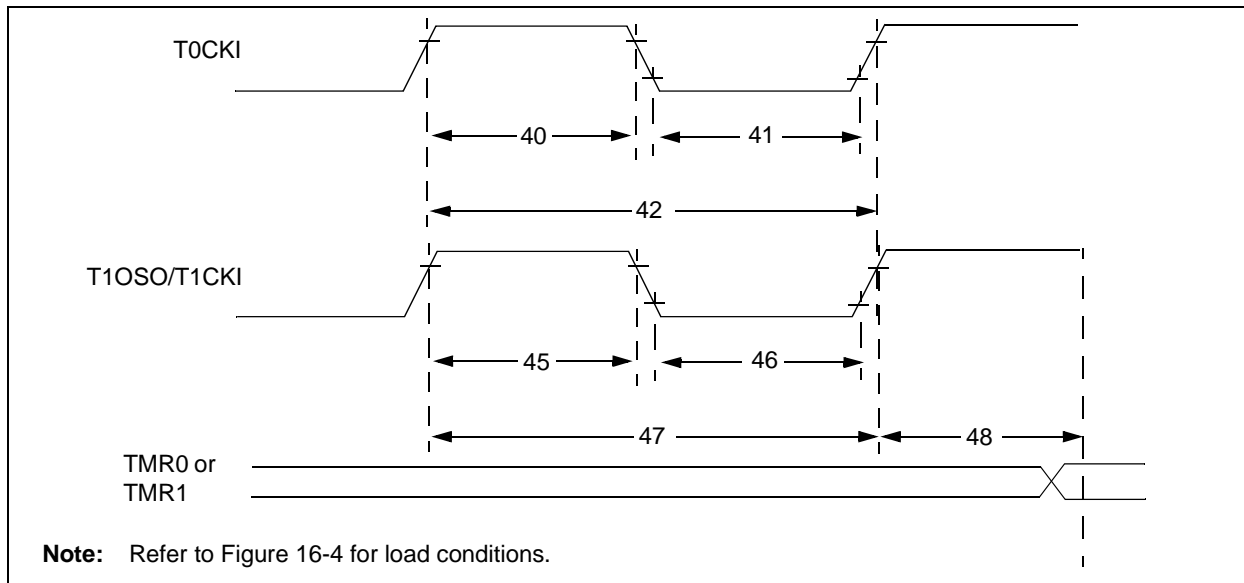 T0CKI
40
41
42
T1OSO/T1CKI
45
46
47
48
TMR0 or
TMR1
Note: Refer to Figure 16-4 for load conditions.